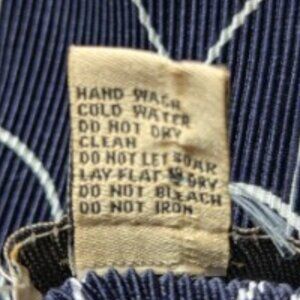 HAND WASH
COLD WATER
DO NOT DRY
CLEAN
DO NOT LET SOAK
LAY FLAT TO DRY
DO NOT BLEACH
DO NOT IRON